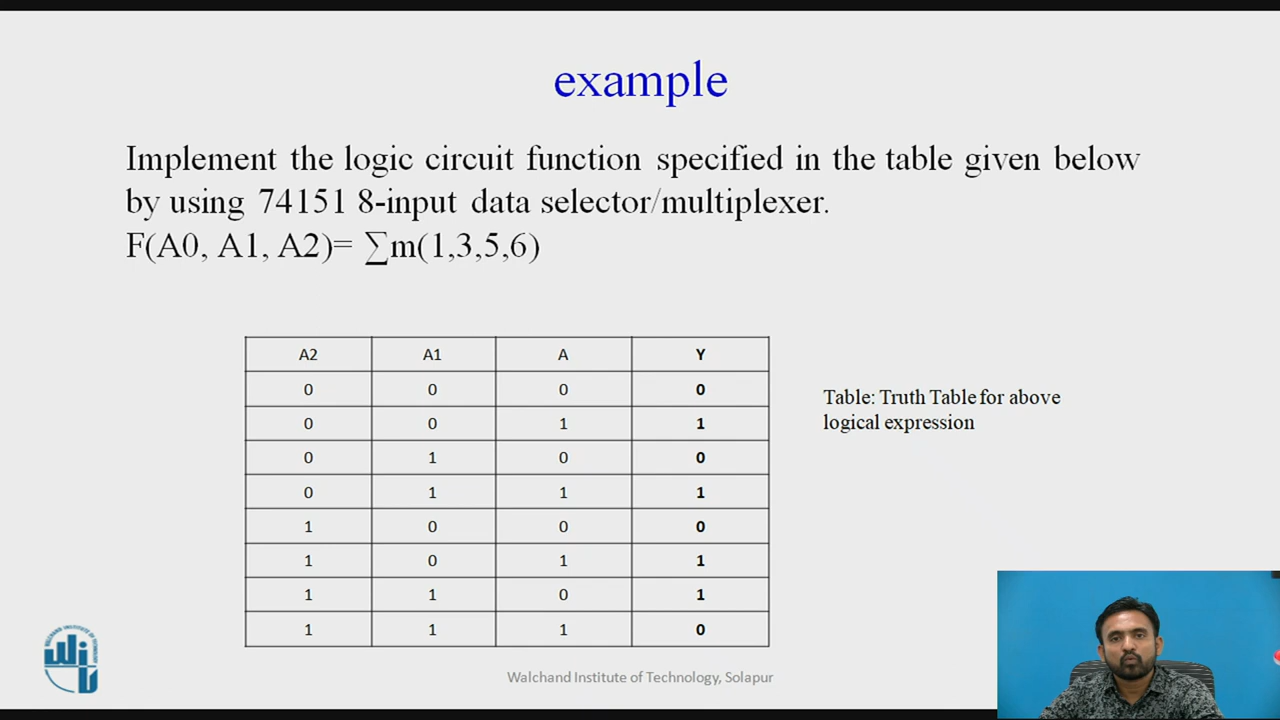 example
Implement the logic circuit function specified in the table given below
by using 74151 8-input data selector/multiplexer.
F(A0, A1, A2)= ∑m(1,3,5,6)
A2 A1 A Y
0 0 0 0
0 0 1 1
0 1 0 0
0 1 1 1
1 0 0 0
1 0 1 1
1 1 0 1
1 1 1 0
Table: Truth Table for above
logical expression
Walchand Institute of Technology, Solapur